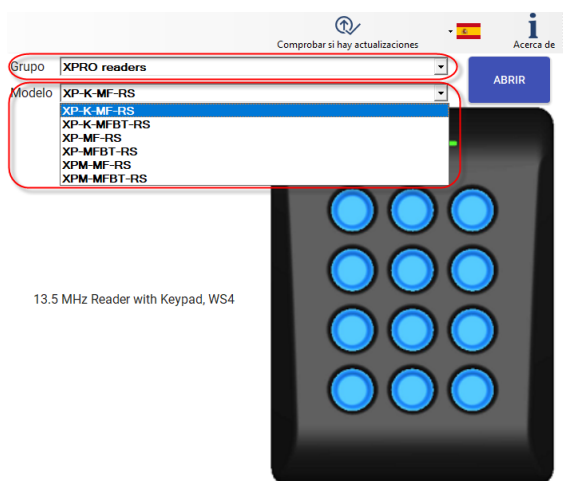 Comprobar si hay actualizaciones
Acerca de
Grupo XPRO readers
ABRIR
Modelo XP-K-MF-RS
XP-K-MF-RS
XP-K-MFBT-RS
XP-MF-RS
XP-MFBT-RS
XPM-MF-RS
XPM-MFBT-RS
13.5 MHz Reader with Keypad, WS4